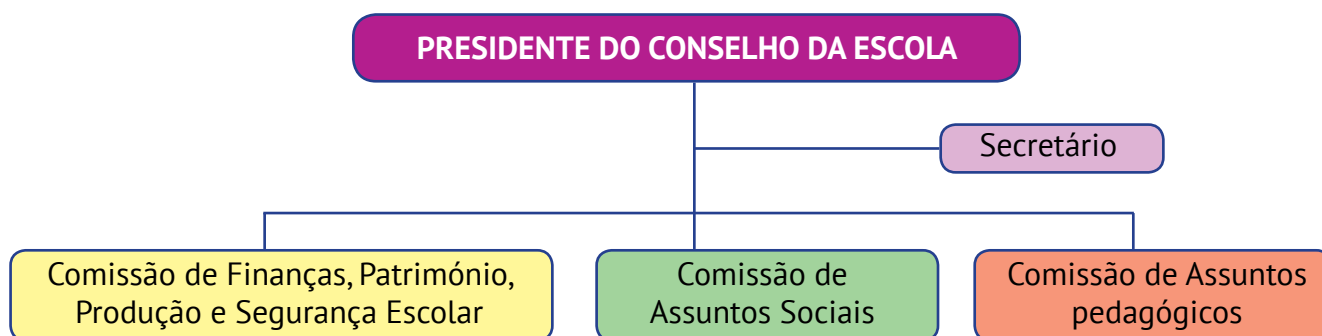 PRESIDENTE DO CONSELHO DA ESCOLA
Secretário
Comissão de Finanças, Património,
Produção e Segurança Escolar
Comissão de
Assuntos Sociais
Comissão de Assuntos
pedagógicos